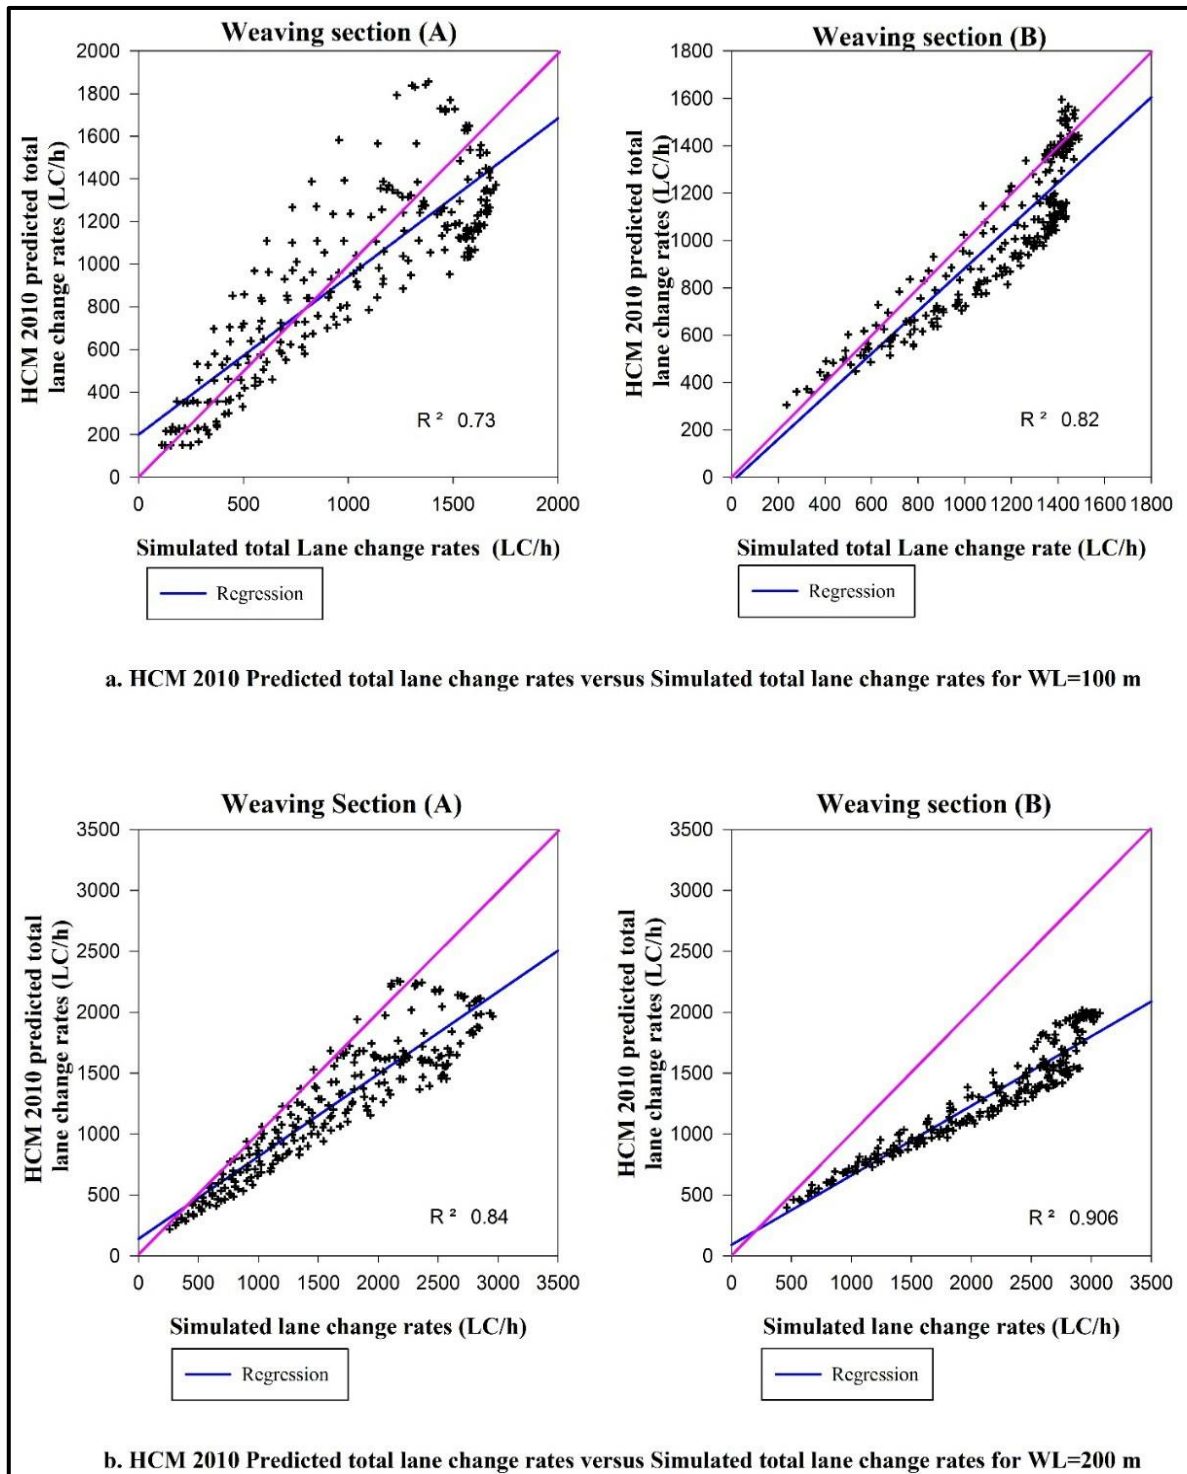 Weaving section (A)
HCM 2010 predicted total
lane change rates (LC/h)
2000
1800
1600
1400
1200
1000
800
600
400
200
0
R ² 0.73
0 500 1000 1500 2000
Simulated total Lane change rates (LC/h)
Regression
Weaving section (B)
HCM 2010 predicted total
lane change rates (LC/h)
1800
1600
1400
1200
1000
800
600
400
200
0
R ² 0.82
0 200 400 600 800 1000 1200 1400 1600 1800
Simulated total Lane change rate (LC/h)
Regression
a. HCM 2010 Predicted total lane change rates versus Simulated total lane change rates for WL=100 m
Weaving Section (A)
HCM 2010 predicted total
lane change rates (LC/h)
3500
3000
2500
2000
1500
1000
500
0
R ² 0.84
0 500 1000 1500 2000 2500 3000 3500
Simulated lane change rates (LC/h)
Regression
Weaving section (B)
HCM 2010 predicted total
lane change rates (LC/h)
3500
3000
2500
2000
1500
1000
500
0
R ² 0.906
0 500 1000 1500 2000 2500 3000 3500
Simulated lane change rates (LC/h)
Regression
b. HCM 2010 Predicted total lane change rates versus Simulated total lane change rates for WL=200 m